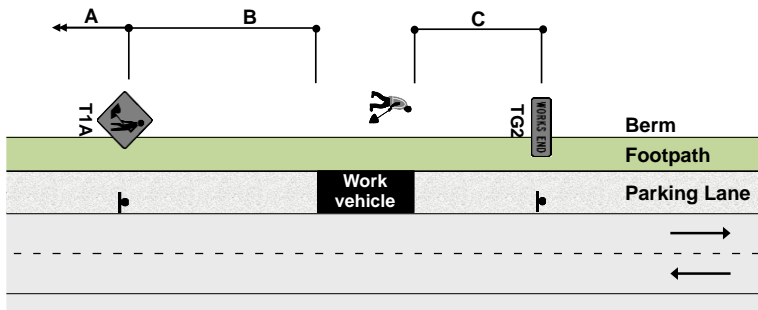 A
B
C
T1A
TG2
WORKS END
Berm
Footpath
Work
vehicle
Parking Lane